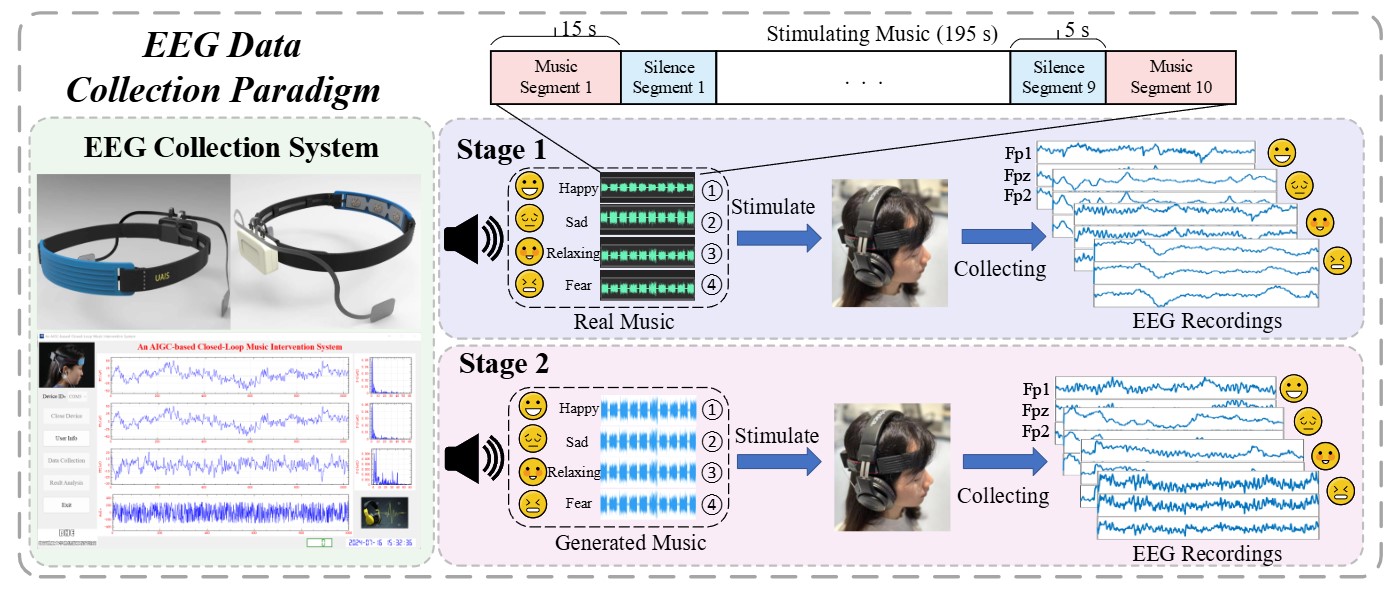 EEG Data
Collection Paradigm
15 s
Stimulating Music (195 s)
5 s
Music
Segment 1
Silence
Segment 1
. . .
Silence
Segment 9
Music
Segment 10
EEG Collection System
UAIS
An AIGC-based Closed-Loop Music Intervention System
Device ID:
Close Device
User Info
Data Collection
Result Analysis
Exit
2024-07-16 15:32:36
Stage 1
Happy
①
Sad
②
Relaxing
③
Fear
④
Real Music
Stimulate
Collecting
Fp1
Fpz
Fp2
EEG Recordings
Stage 2
Happy
①
Sad
②
Relaxing
③
Fear
④
Generated Music
Stimulate
Collecting
Fp1
Fpz
Fp2
EEG Recordings